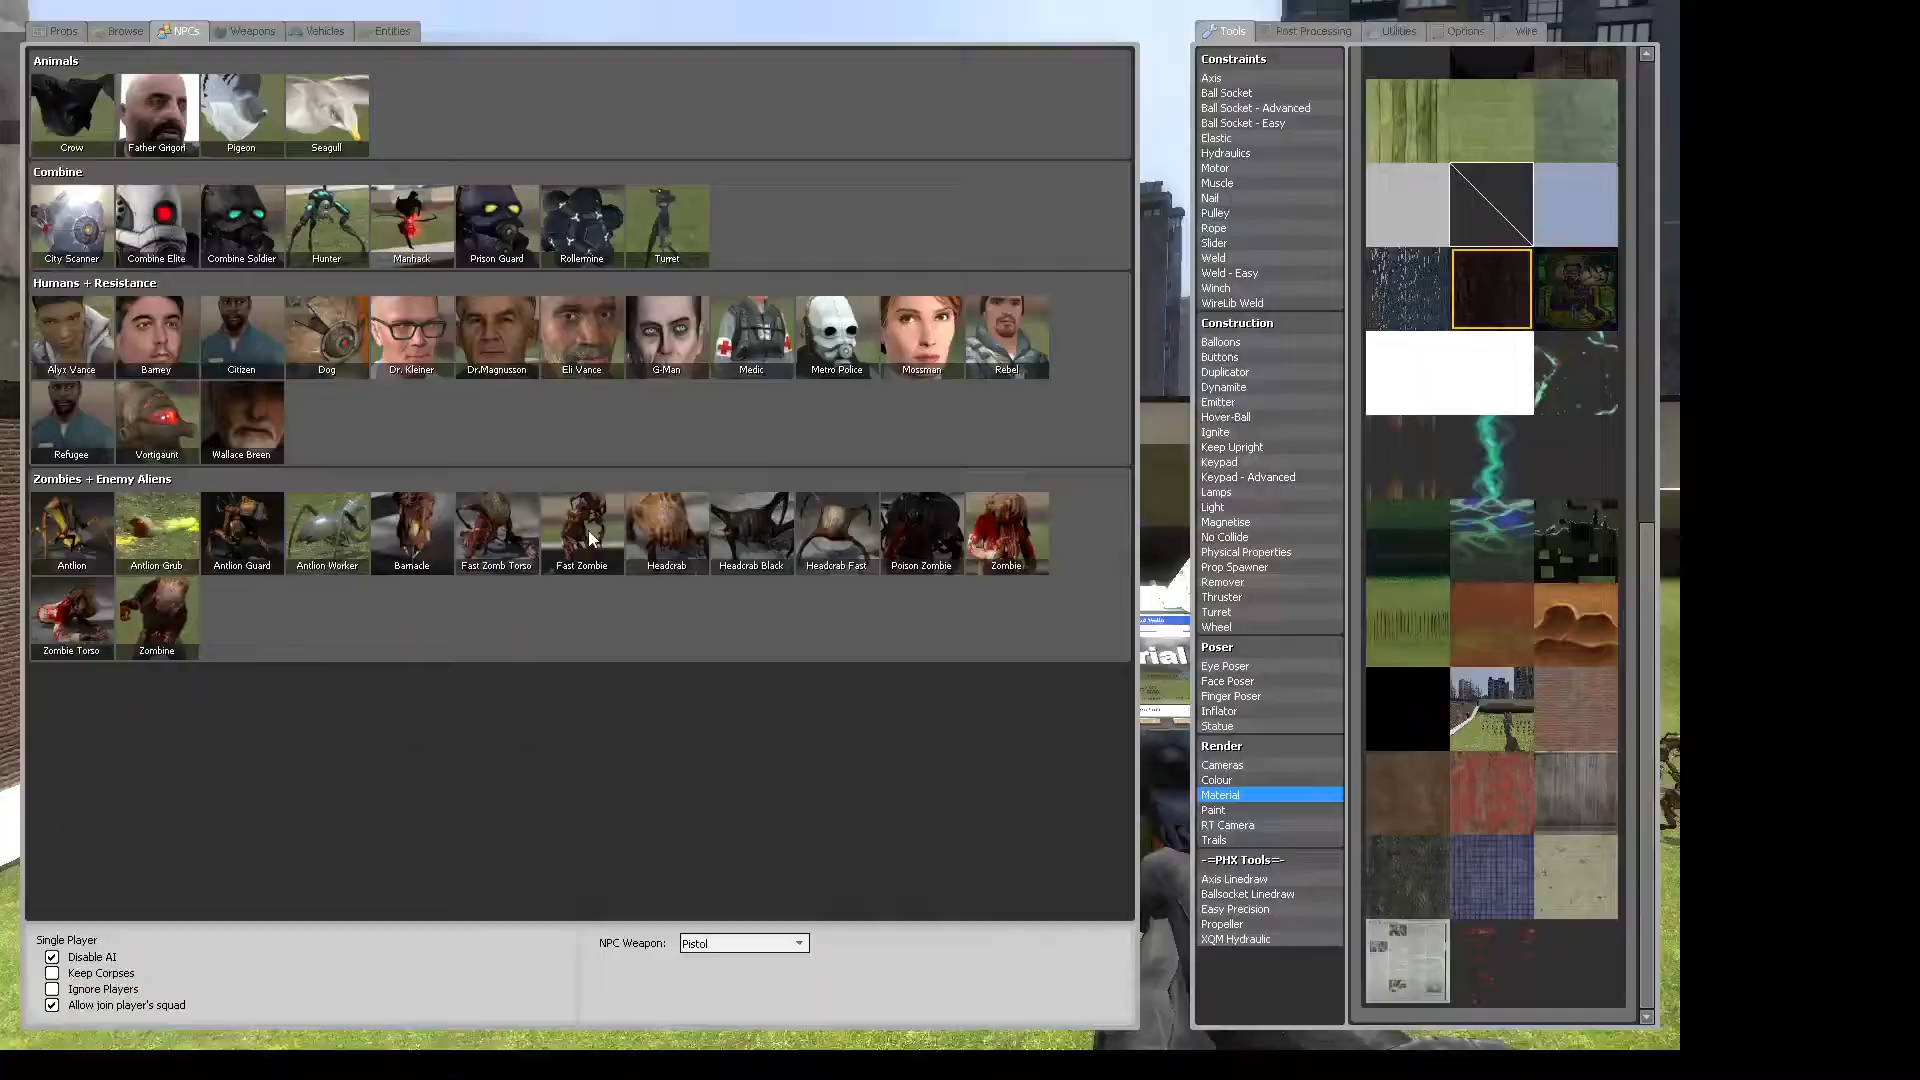 Props
Browse
NPCs
Weapons
Vehicles
Entities
Animals
Crow
Father Grigori
Pigeon
Seagull
Combine
City Scanner
Combine Elite
Combine Soldier
Hunter
Manhack
Prison Guard
Rollermine
Turret
Humans + Resistance
Alyx Vance
Barney
Citizen
Dog
Dr. Kleiner
Dr.Magnusson
Eli Vance
G-Man
Medic
Metro Police
Mossman
Rebel
Refugee
Vortigaunt
Wallace Breen
Zombies + Enemy Aliens
Antlion
Antlion Grub
Antlion Guard
Antlion Worker
Barnacle
Fast Zomb Torso
Fast Zombie
Headcrab
Headcrab Black
Headcrab Fast
Poison Zombie
Zombie
Zombie Torso
Zombine
Single Player
Disable AI
Keep Corpses
Ignore Players
Allow join player's squad
NPC Weapon:
Pistol
Tools
Post Processing
Utilities
Options
Wire
Constraints
Axis
Ball Socket
Ball Socket - Advanced
Ball Socket - Easy
Elastic
Hydraulics
Motor
Muscle
Nail
Pulley
Rope
Slider
Weld
Weld - Easy
Winch
WireLib Weld
Construction
Balloons
Buttons
Duplicator
Dynamite
Emitter
Hover-Ball
Ignite
Keep Upright
Keypad
Keypad - Advanced
Lamps
Light
Magnetise
No Collide
Physical Properties
Prop Spawner
Remover
Thruster
Turret
Wheel
Poser
Eye Poser
Face Poser
Finger Poser
Inflator
Statue
Render
Cameras
Colour
Material
Paint
RT Camera
Trails
-=PHX Tools=-
Axis Linedraw
Ballsocket Linedraw
Easy Precision
Propeller
XQM Hydraulic
rial